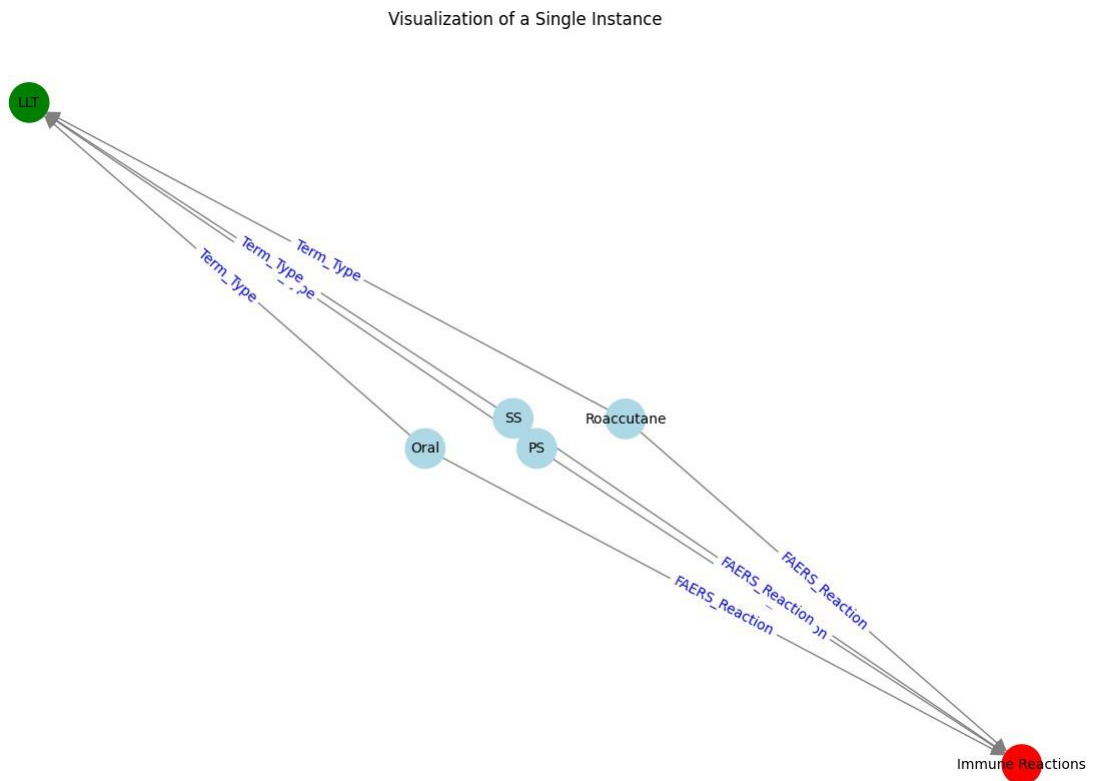 Visualization of a Single Instance
LLT
Term_Type
Term_Type
Term_Type
SS
Roaccutane
Oral
PS
FAERS_Reaction
FAERS_Reaction
FAERS_Reaction
Immune Reactions